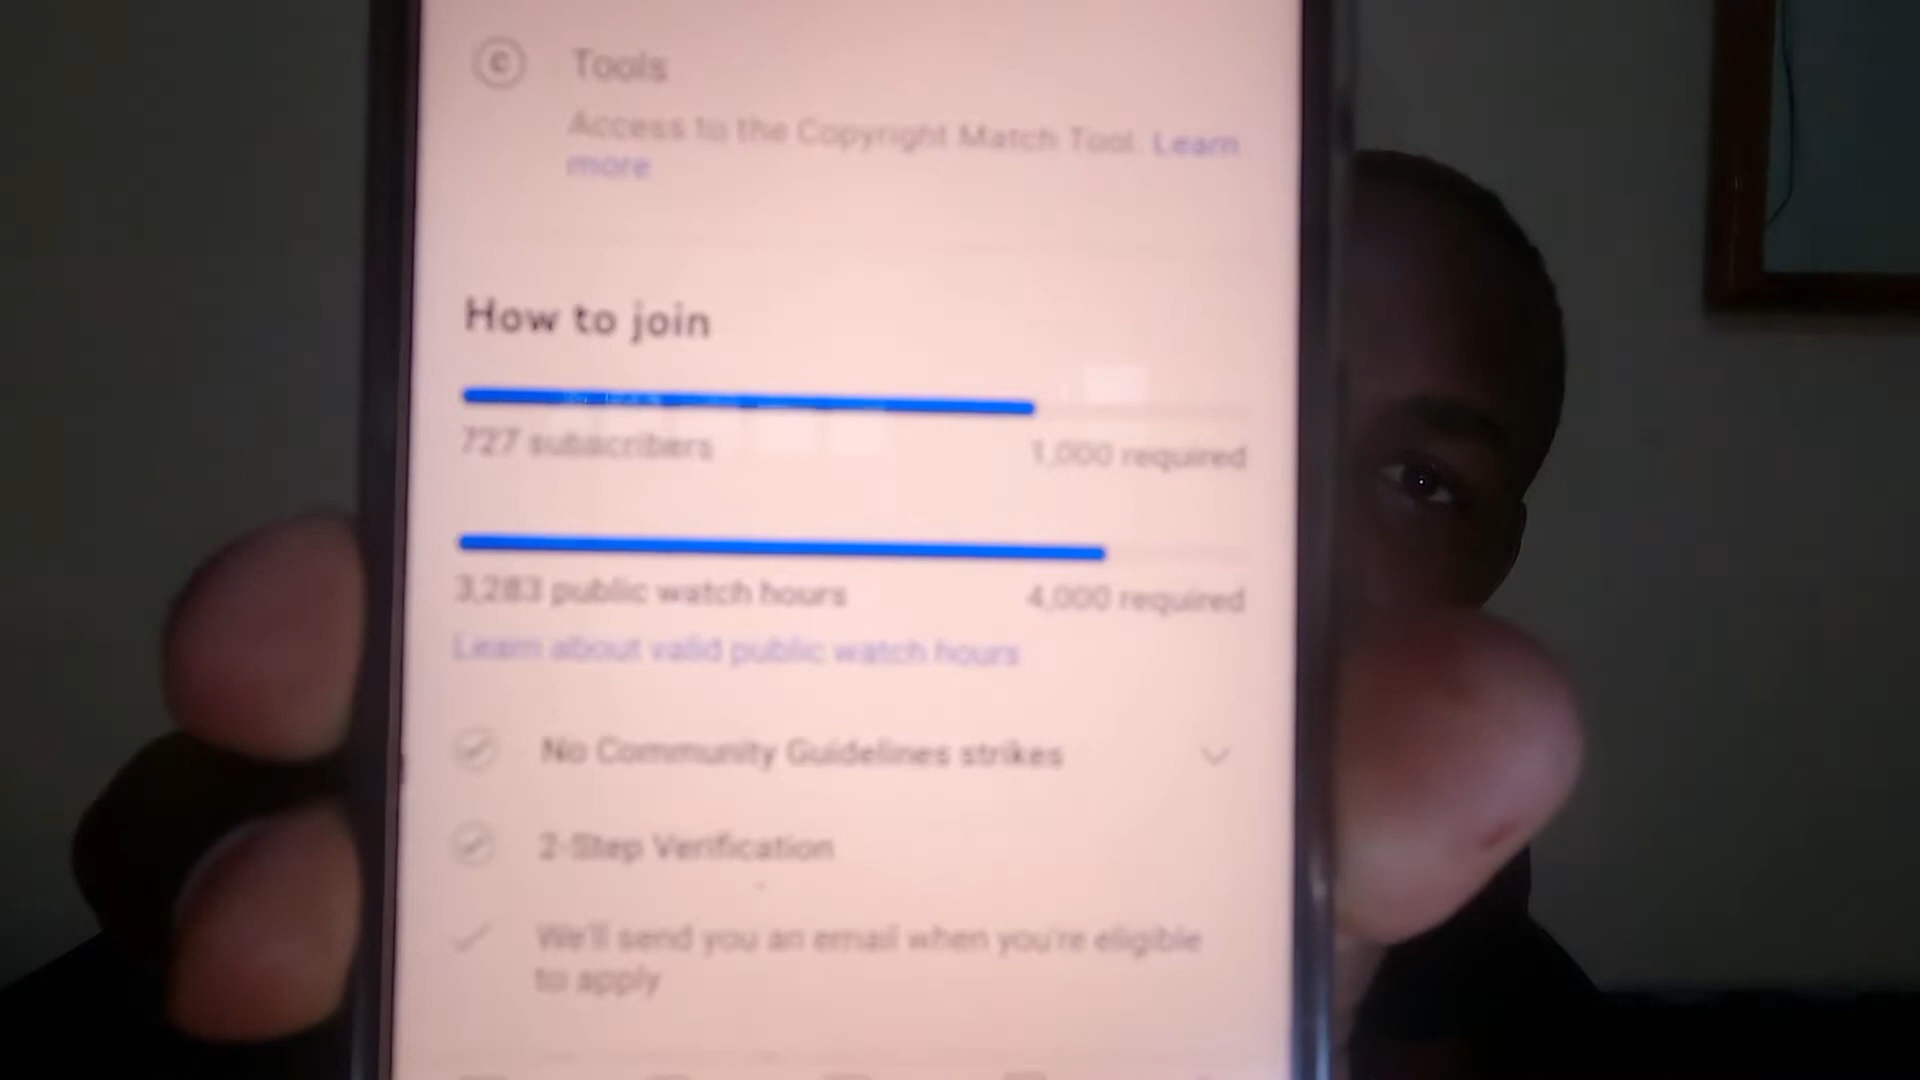 © Tools
Access to the Copyright Match Tool. Learn
more
How to join
727 subscribers
1,000 required
3,283 public watch hours
4,000 required
Learn about valid public watch hours
No Community Guidelines strikes
2-Step Verification
We'll send you an email when you're eligible
to apply